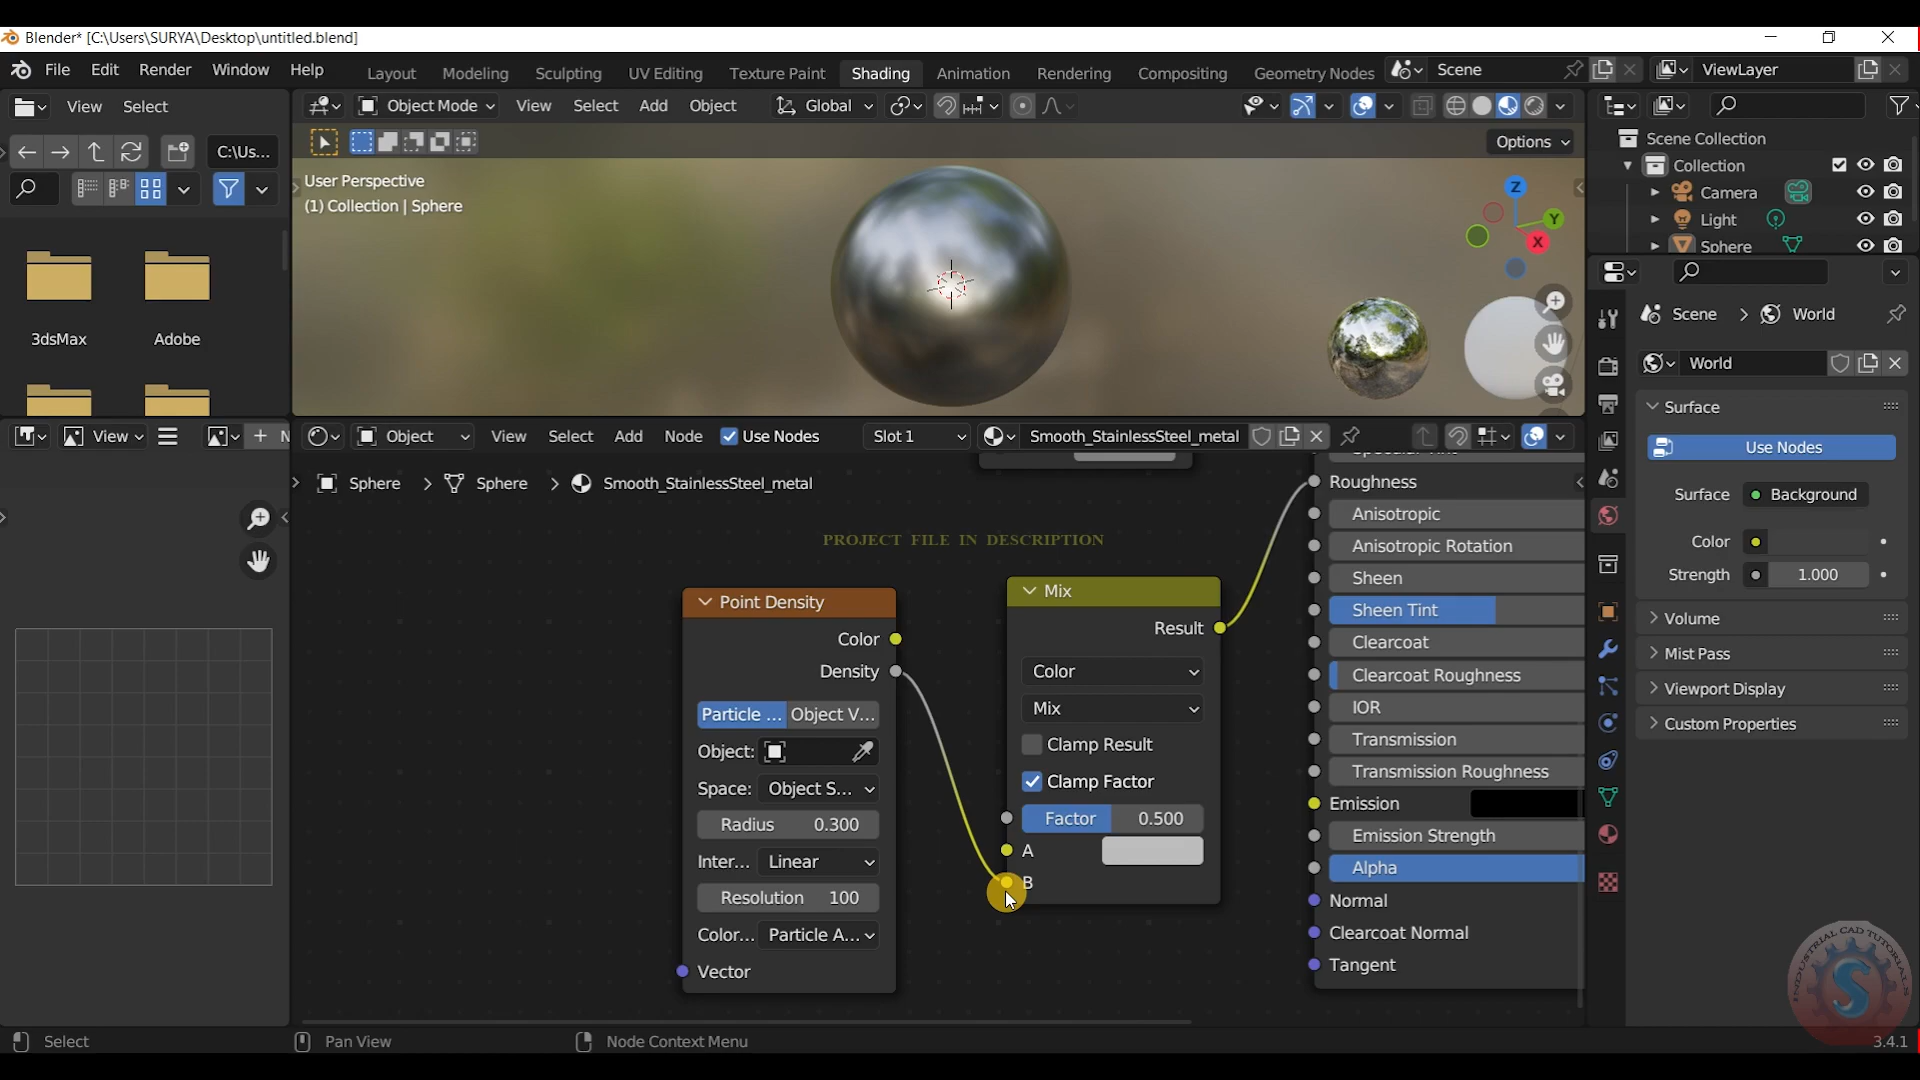 Blender* [C:\Users\SURYA\Desktop\untitled.blend]
File Edit Render Window Help Layout Modeling Sculpting UV Editing Texture Paint Shading Animation Rendering Compositing Geometry Nodes Scene ViewLayer
View Select Object Mode View Select Add Object Global
C:\Us...
Options
Scene Collection
Collection
Camera
Light
Sphere
User Perspective
(1) Collection | Sphere
Z
Y
X
3dsMax Adobe
Scene > World
World
Surface
Use Nodes
Surface Background
Color
Strength 1.000
Volume
Mist Pass
Viewport Display
Custom Properties
View
Object View Select Add Node Use Nodes Slot 1 Smooth_StainlessSteel_metal
Sphere > Sphere > Smooth_StainlessSteel_metal
PROJECT FILE IN DESCRIPTION
Point Density
Color
Density
Particle ... Object V...
Object:
Space: Object S...
Radius 0.300
Inter... Linear
Resolution 100
Color... Particle A...
Vector
Mix
Result
Color
Mix
Clamp Result
Clamp Factor
Factor 0.500
A
B
Roughness
Anisotropic
Anisotropic Rotation
Sheen
Sheen Tint
Clearcoat
Clearcoat Roughness
IOR
Transmission
Transmission Roughness
Emission
Emission Strength
Alpha
Normal
Clearcoat Normal
Tangent
INDUSTRIAL CAD TUTORIALS
S
Select Pan View Node Context Menu 3.4.1